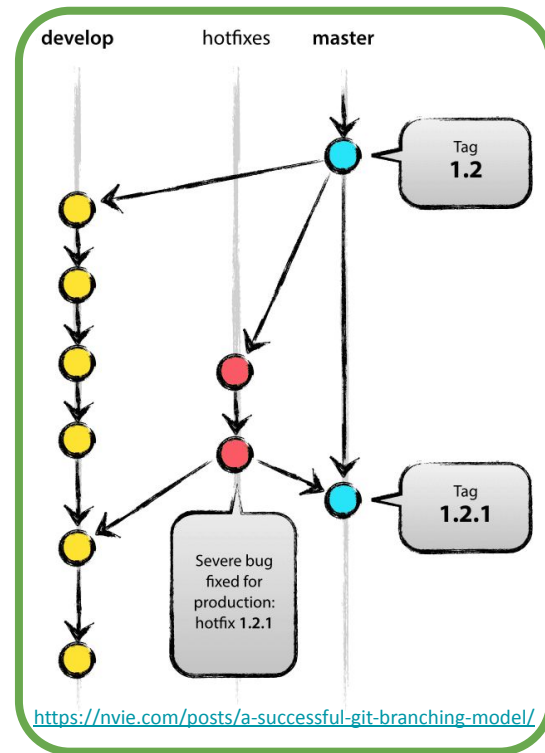 develop
hotfixes
master
Tag
1.2
Tag
1.2.1
Severe bug
fixed for
production:
hotfix 1.2.1
https://nvie.com/posts/a-successful-git-branching-model/